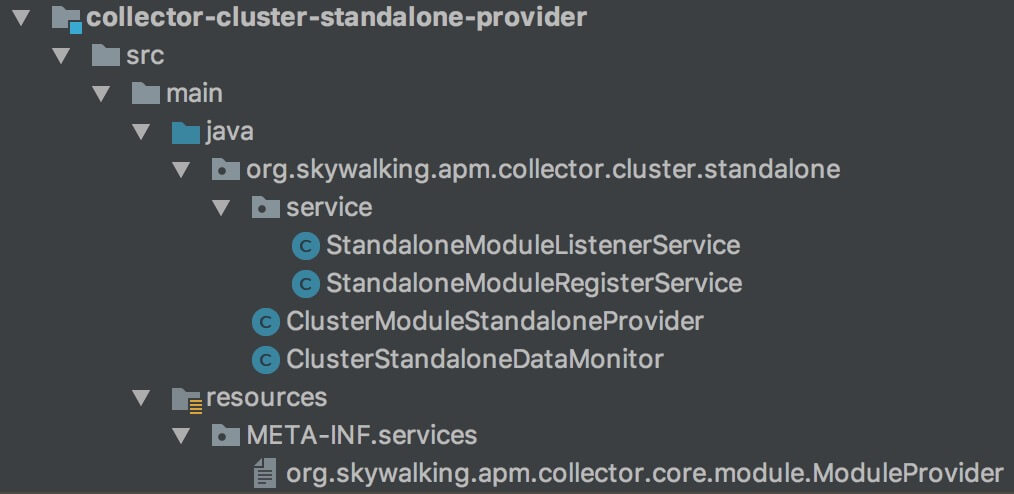 collector-cluster-standalone-provider
src
main
java
org.skywalking.apm.collector.cluster.standalone
service
StandaloneModuleListenerService
StandaloneModuleRegisterService
ClusterModuleStandaloneProvider
ClusterStandaloneDataMonitor
resources
META-INF.services
org.skywalking.apm.collector.core.module.ModuleProvider